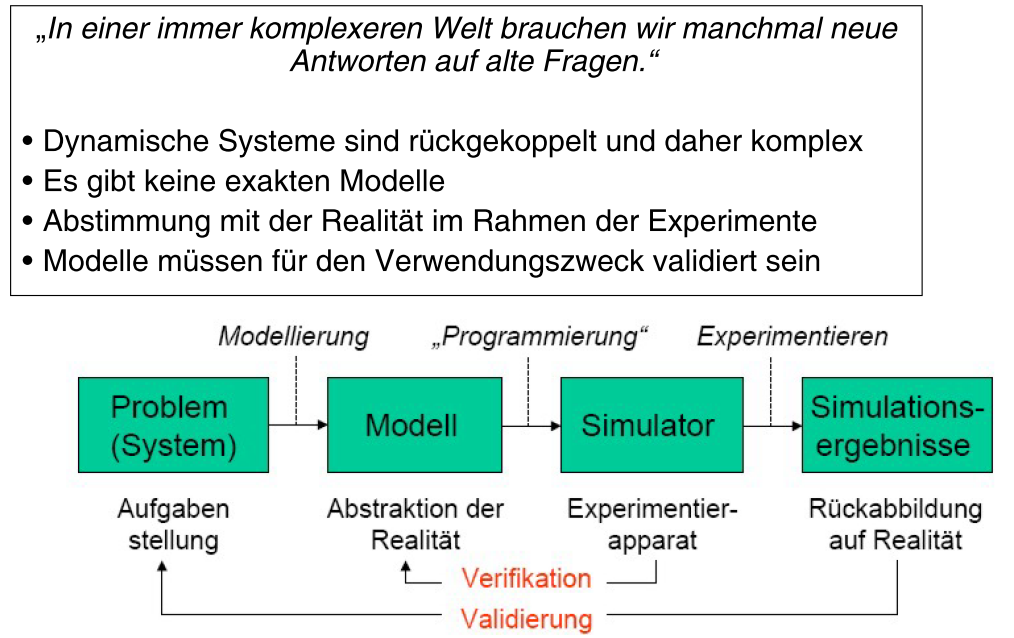 „In einer immer komplexeren Welt brauchen wir manchmal neue
Antworten auf alte Fragen.“
• Dynamische Systeme sind rückgekoppelt und daher komplex
• Es gibt keine exakten Modelle
• Abstimmung mit der Realität im Rahmen der Experimente
• Modelle müssen für den Verwendungszweck validiert sein
Modellierung
„Programmierung“
Experimentieren
Problem
(System)
Modell
Simulator
Simulations-
ergebnisse
Aufgaben
stellung
Abstraktion der
Realität
Experimentier-
apparat
Rückabbildung
auf Realität
Verifikation
Validierung